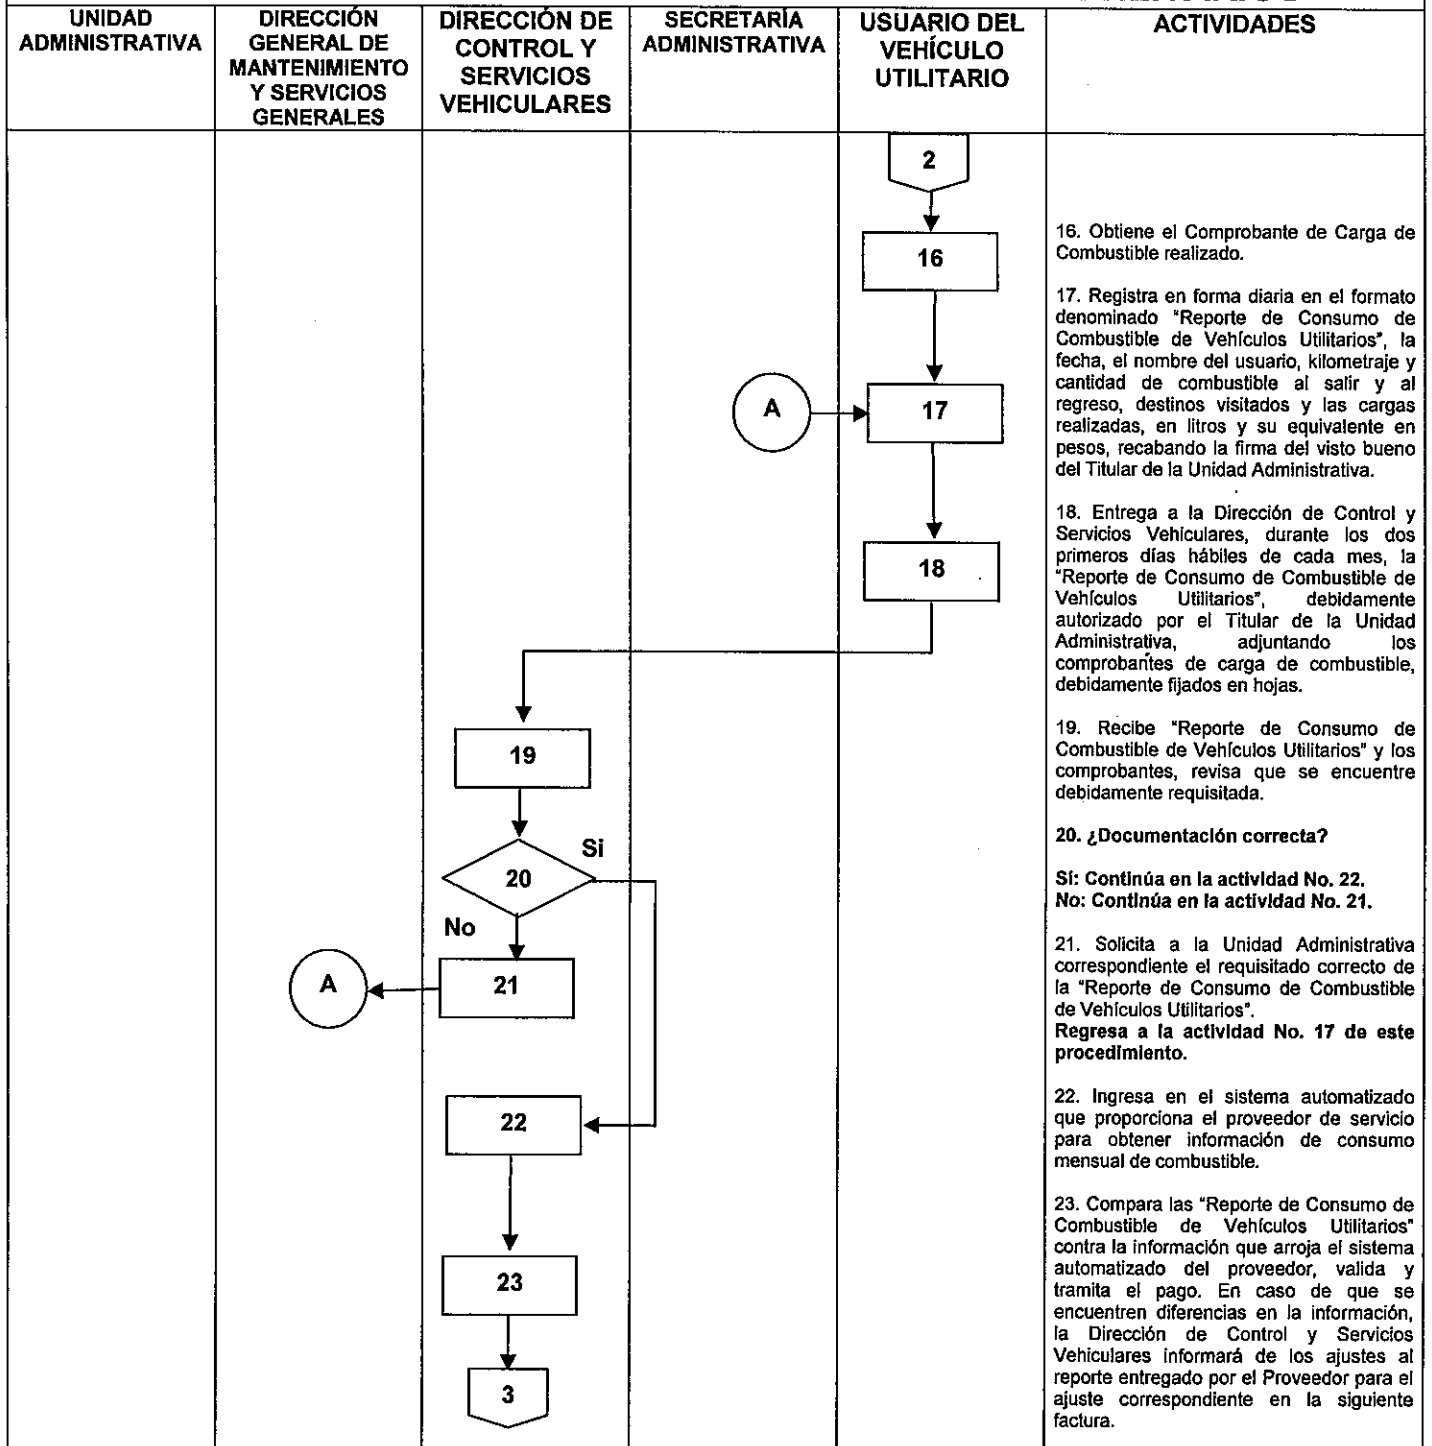 UNIDAD
ADMINISTRATIVA
DIRECCIÓN
GENERAL DE
MANTENIMIENTO
Y SERVICIOS
GENERALES
DIRECCIÓN DE
CONTROL Y
SERVICIOS
VEHICULARES
SECRETARÍA
ADMINISTRATIVA
USUARIO DEL
VEHÍCULO
UTILITARIO
ACTIVIDADES
2
16
A
17
18
19
Si
20
No
A
21
22
23
3
16. Obtiene el Comprobante de Carga de
Combustible realizado.
17. Registra en forma diaria en el formato
denominado "Reporte de Consumo de
Combustible de Vehículos Utilitarios", la
fecha, el nombre del usuario, kilometraje y
cantidad de combustible al salir y al
regreso, destinos visitados y las cargas
realizadas, en litros y su equivalente en
pesos, recabando la firma del visto bueno
del Titular de la Unidad Administrativa.
18. Entrega a la Dirección de Control y
Servicios Vehiculares, durante los dos
primeros días hábiles de cada mes, la
"Reporte de Consumo de Combustible de
Vehículos Utilitarios", debidamente
autorizado por el Titular de la Unidad
Administrativa, adjuntando los
comprobantes de carga de combustible,
debidamente fijados en hojas.
19. Recibe "Reporte de Consumo de
Combustible de Vehículos Utilitarios" y los
comprobantes, revisa que se encuentre
debidamente requisitada.
20. ¿Documentación correcta?
Sí: Continúa en la actividad No. 22.
No: Continúa en la actividad No. 21.
21. Solicita a la Unidad Administrativa
correspondiente el requisitado correcto de
la "Reporte de Consumo de Combustible
de Vehículos Utilitarios".
Regresa a la actividad No. 17 de este
procedimiento.
22. Ingresa en el sistema automatizado
que proporciona el proveedor de servicio
para obtener información de consumo
mensual de combustible.
23. Compara las "Reporte de Consumo de
Combustible de Vehículos Utilitarios"
contra la información que arroja el sistema
automatizado del proveedor, valida y
tramita el pago. En caso de que se
encuentren diferencias en la información,
la Dirección de Control y Servicios
Vehiculares informará de los ajustes al
reporte entregado por el Proveedor para el
ajuste correspondiente en la siguiente
factura.